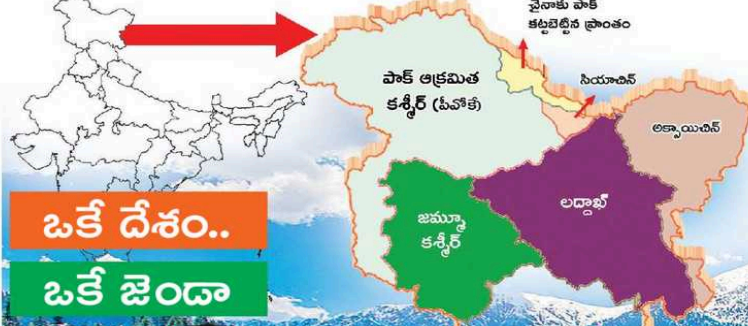 చైనాకు పాక్
కట్టబెట్టిన ప్రాంతం
పాక్ ఆక్రమిత
కశ్మీర్ (పీవోకే)
సియాచిన్
అక్సాయిచిన్
లద్దాఖ్
జమ్మూ
కశ్మీర్
ఒకే దేశం..
ఒకే జెండా